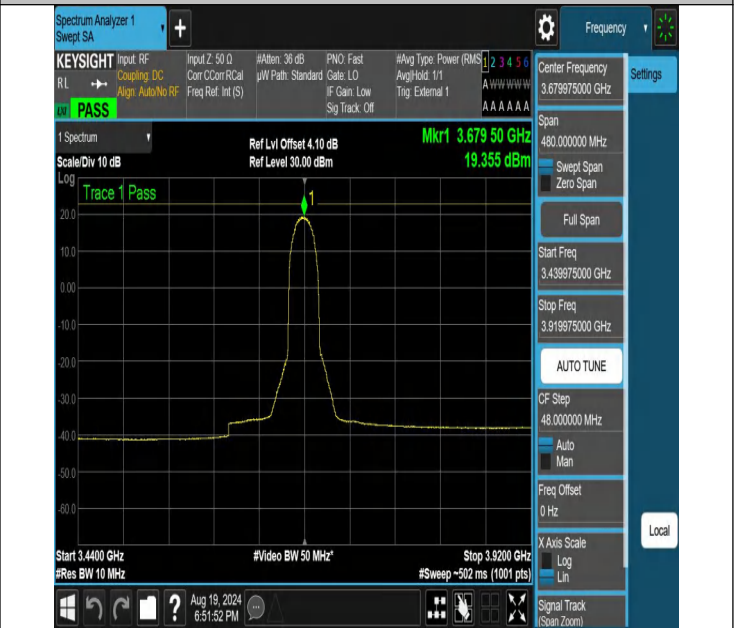 Spectrum Analyzer 1
Swept SA
+
Frequency
KEYSIGHT
RL
PASS
Input: RF
Coupling: DC
Align: Auto/No RF
Input Z: 50 Ω
Corr CCorr RCal
Freq Ref: Int (S)
#Atten: 36 dB
µW Path: Standard
PNO: Fast
Gate: LO
IF Gain: Low
Sig Track: Off
#Avg Type: Power (RMS
Avg|Hold: 1/1
Trig: External 1
1 2 3 4 5 6
A W W W W W
A A A A A A
1 Spectrum
Scale/Div 10 dB
Log
Ref Lvl Offset 4.10 dB
Ref Level 30.00 dBm
Mkr1 3.679 50 GHz
19.355 dBm
Trace 1 Pass
1
20.0
10.0
0.00
-10.0
-20.0
-30.0
-40.0
-50.0
-60.0
Start 3.4400 GHz
#Res BW 10 MHz
#Video BW 50 MHz*
Stop 3.9200 GHz
#Sweep ~502 ms (1001 pts)
Aug 19, 2024
6:51:52 PM
?
Center Frequency
3.679975000 GHz
Settings
Span
480.000000 MHz
Swept Span
Zero Span
Full Span
Start Freq
3.439975000 GHz
Stop Freq
3.919975000 GHz
AUTO TUNE
CF Step
48.000000 MHz
Auto
Man
Freq Offset
0 Hz
X Axis Scale
Log
Lin
Local
Signal Track
(Span Zoom)